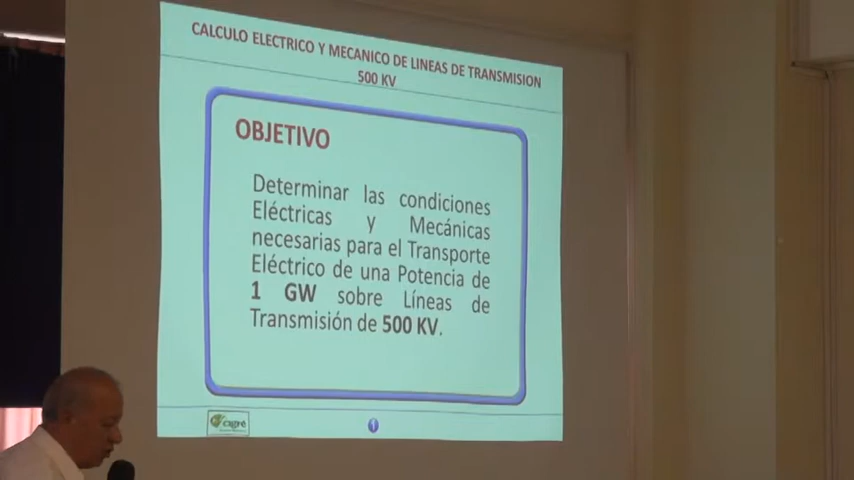 CALCULO ELECTRICO Y MECANICO DE LINEAS DE TRANSMISION
500 KV
OBJETIVO
Determinar las condiciones
Eléctricas y Mecánicas
necesarias para el Transporte
Eléctrico de una Potencia de
1 GW sobre Líneas de
Transmisión de 500 KV.
cigré
1